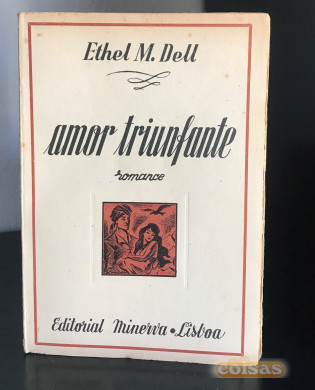 Ethel M. Dell
amor triunfante
romance
Editorial Minerva • Lisboa
coisas